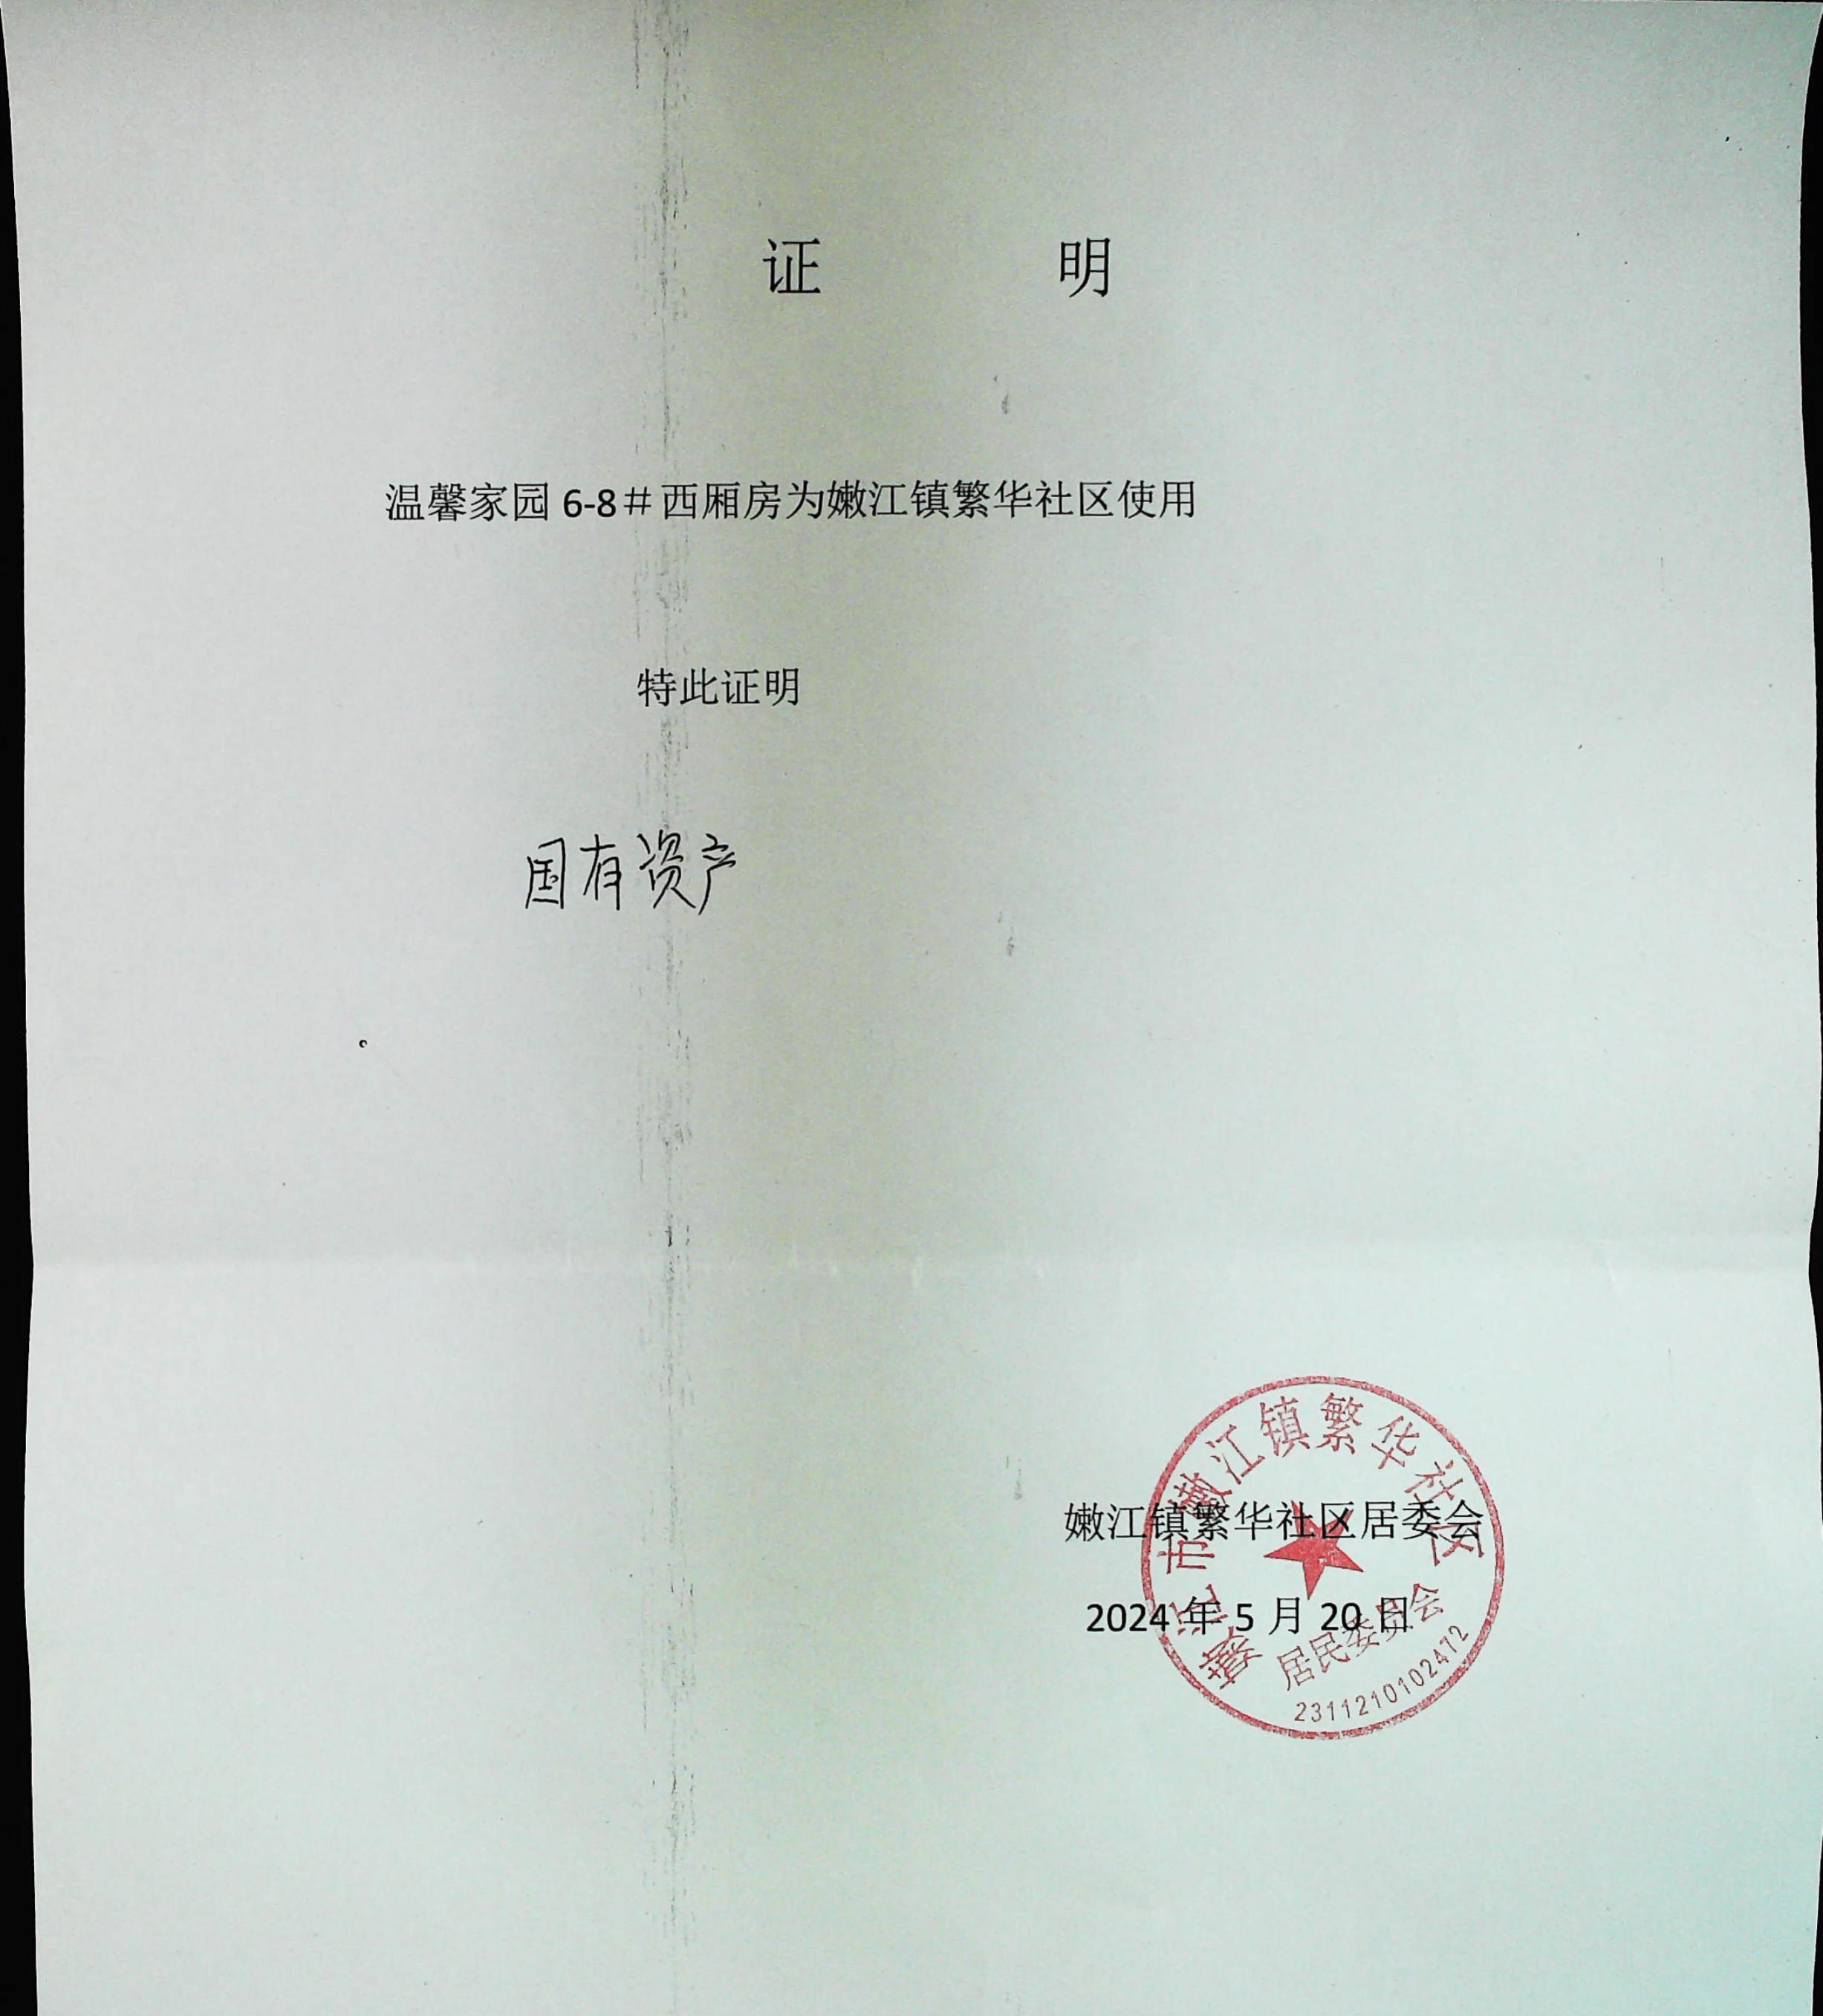 证 明
温馨家园 6-8＃西厢房为嫩江镇繁华社区使用
特此证明
国有资产
嫩江镇繁华社区居委会
2024 年 5 月 20 日
嫩江市嫩江镇繁华社区
居民委员会
2311210102472